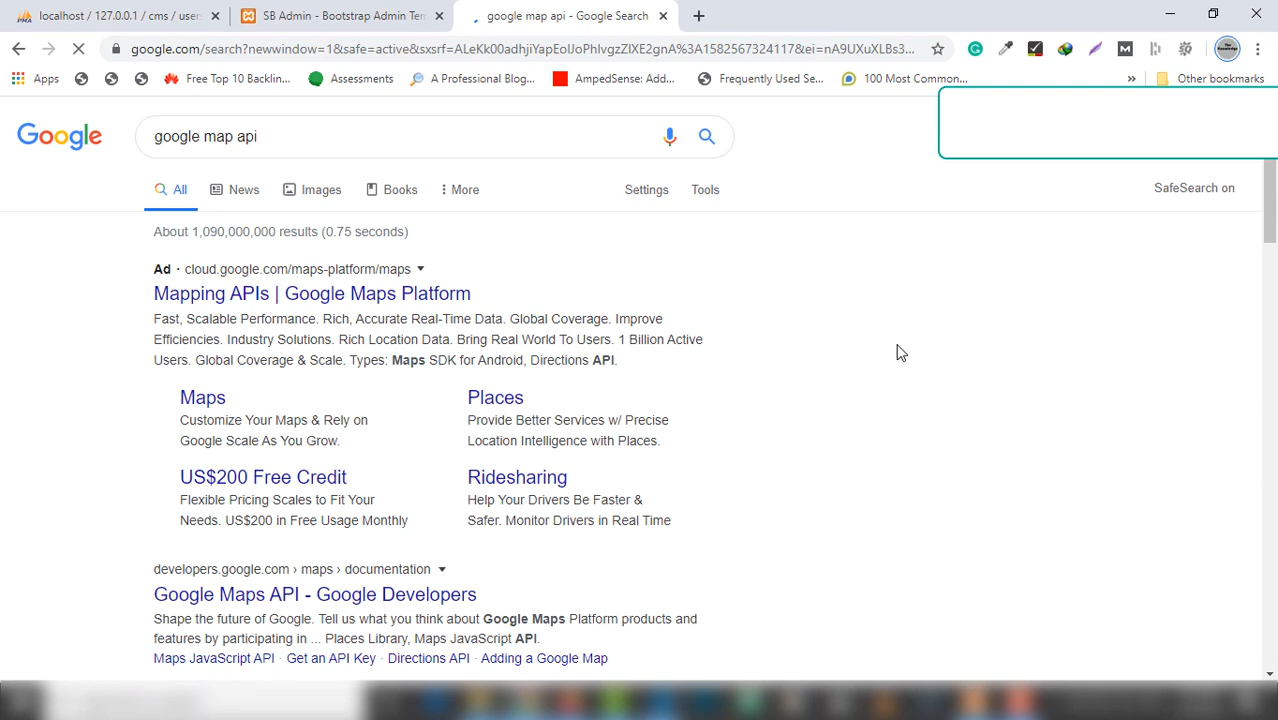 localhost / 127.0.0.1 / cms / user
SB Admin - Bootstrap Admin Tem
google map api - Google Search
google.com/search?newwindow=1&safe=active&sxsrf=ALeKk00adhjiYapEolJoPhlvgzZlXE2gnA%3A1582567324117&ei=nA9UXuXLBs3...
Apps
Free Top 10 Backlin...
Assessments
A Professional Blog...
AmpedSense: Add...
Frequently Used Se...
100 Most Common...
»
Other bookmarks
Google
google map api
All
News
Images
Books
More
Settings
Tools
SafeSearch on
About 1,090,000,000 results (0.75 seconds)
Ad · cloud.google.com/maps-platform/maps
Mapping APIs | Google Maps Platform
Fast, Scalable Performance. Rich, Accurate Real-Time Data. Global Coverage. Improve
Efficiencies. Industry Solutions. Rich Location Data. Bring Real World To Users. 1 Billion Active
Users. Global Coverage & Scale. Types: Maps SDK for Android, Directions API.
Maps
Customize Your Maps & Rely on
Google Scale As You Grow.
Places
Provide Better Services w/ Precise
Location Intelligence with Places.
US$200 Free Credit
Flexible Pricing Scales to Fit Your
Needs. US$200 in Free Usage Monthly
Ridesharing
Help Your Drivers Be Faster &
Safer. Monitor Drivers in Real Time
developers.google.com › maps › documentation
Google Maps API - Google Developers
Shape the future of Google. Tell us what you think about Google Maps Platform products and
features by participating in ... Places Library, Maps JavaScript API.
Maps JavaScript API · Get an API Key · Directions API · Adding a Google Map